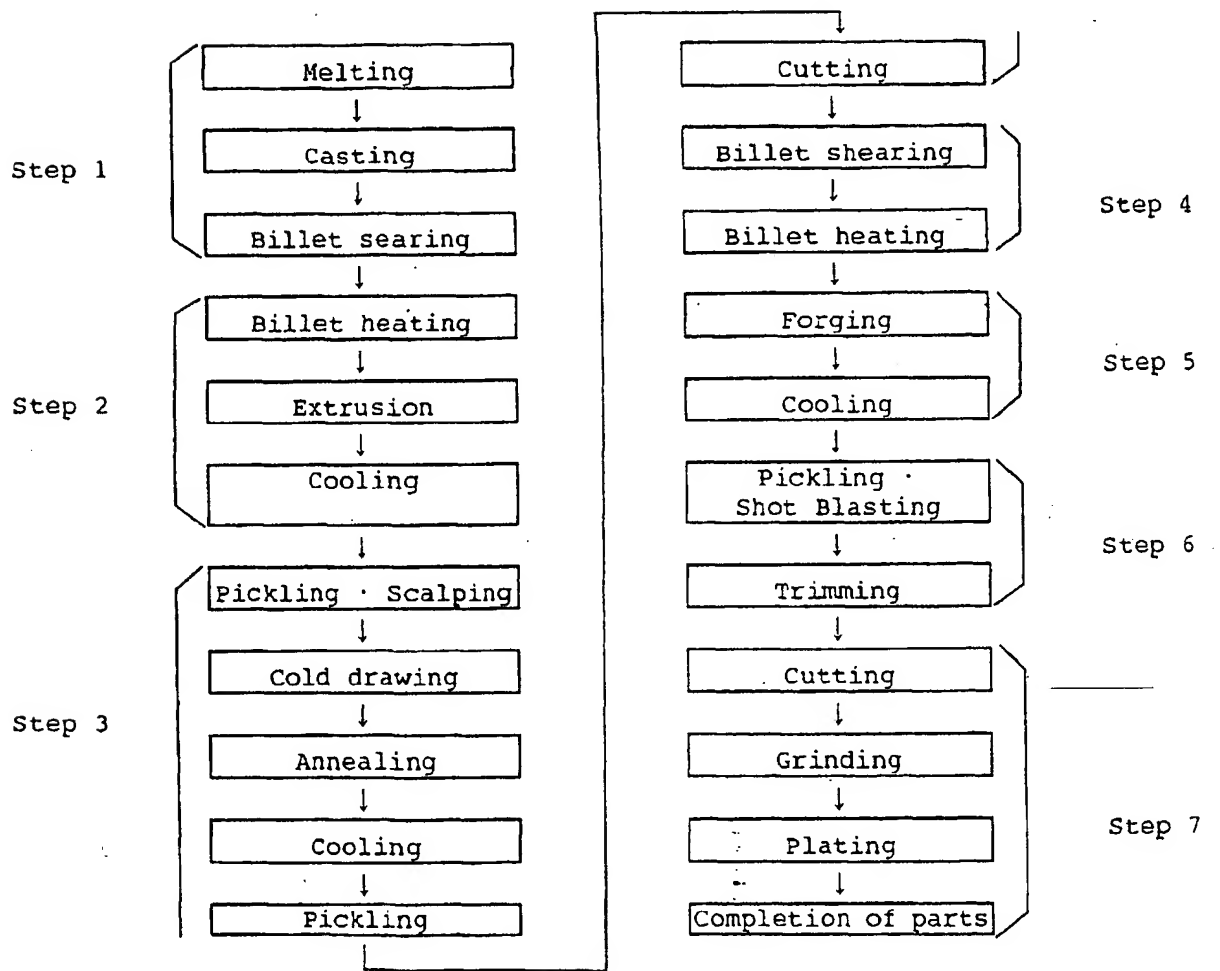 Step 1
Melting
Casting
Billet searing
Step 2
Billet heating
Extrusion
Cooling
Step 3
Pickling · Scalping
Cold drawing
Annealing
Cooling
Pickling
Cutting
Step 4
Billet shearing
Billet heating
Step 5
Forging
Cooling
Step 6
Pickling ·
Shot Blasting
Trimming
Step 7
Cutting
Grinding
Plating
Completion of parts